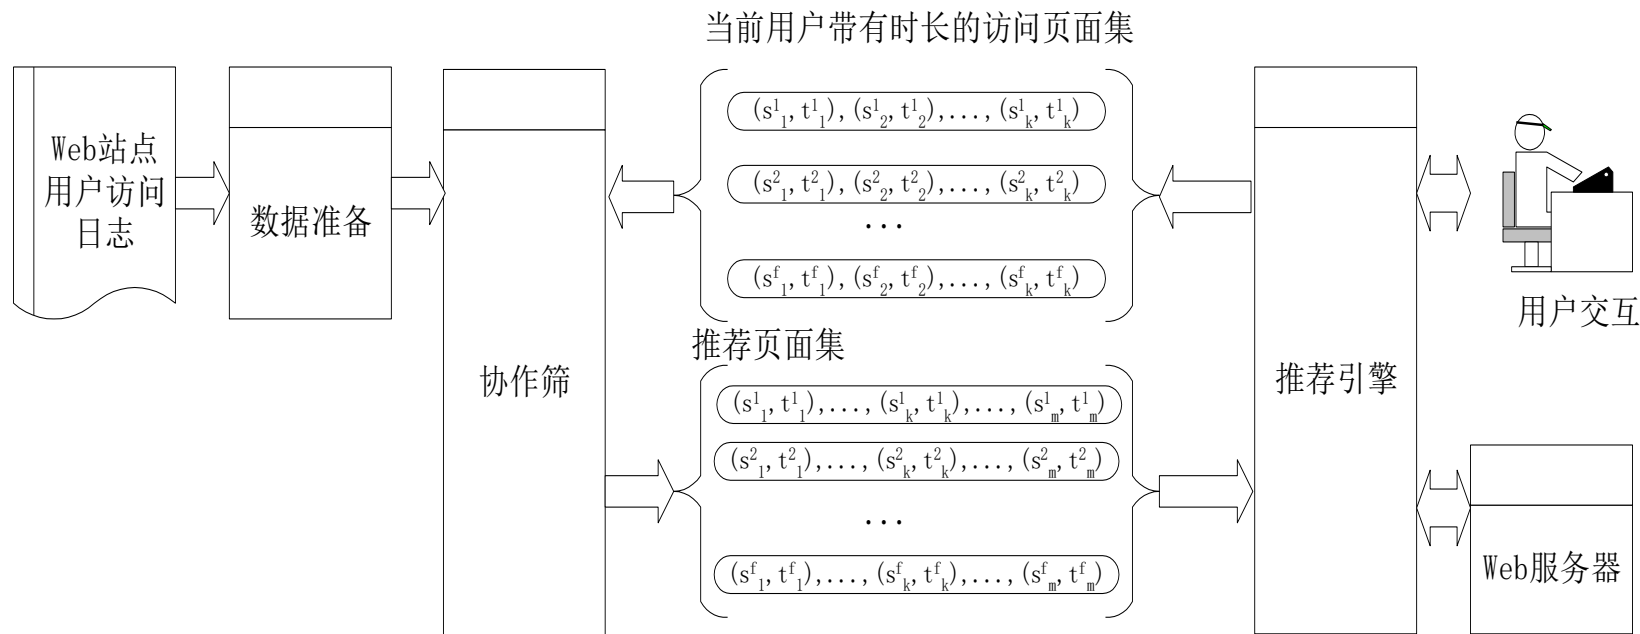 当前用户带有时长的访问页面集
Web站点
用户访问
日志
数据准备
协作筛
(s¹₁, t¹₁), (s¹₂, t¹₂), ..., (s¹ₖ, t¹ₖ)
(s²₁, t²₁), (s²₂, t²₂), ..., (s²ₖ, t²ₖ)
...
(sᶠ₁, tᶠ₁), (sᶠ₂, tᶠ₂), ..., (sᶠₖ, tᶠₖ)
推荐页面集
(s¹₁, t¹₁), ..., (s¹ₖ, t¹ₖ), ..., (s¹ₘ, t¹ₘ)
(s²₁, t²₁), ..., (s²ₖ, t²ₖ), ..., (s²ₘ, t²ₘ)
...
(sᶠ₁, tᶠ₁), ..., (sᶠₖ, tᶠₖ), ..., (sᶠₘ, tᶠₘ)
推荐引擎
用户交互
Web服务器